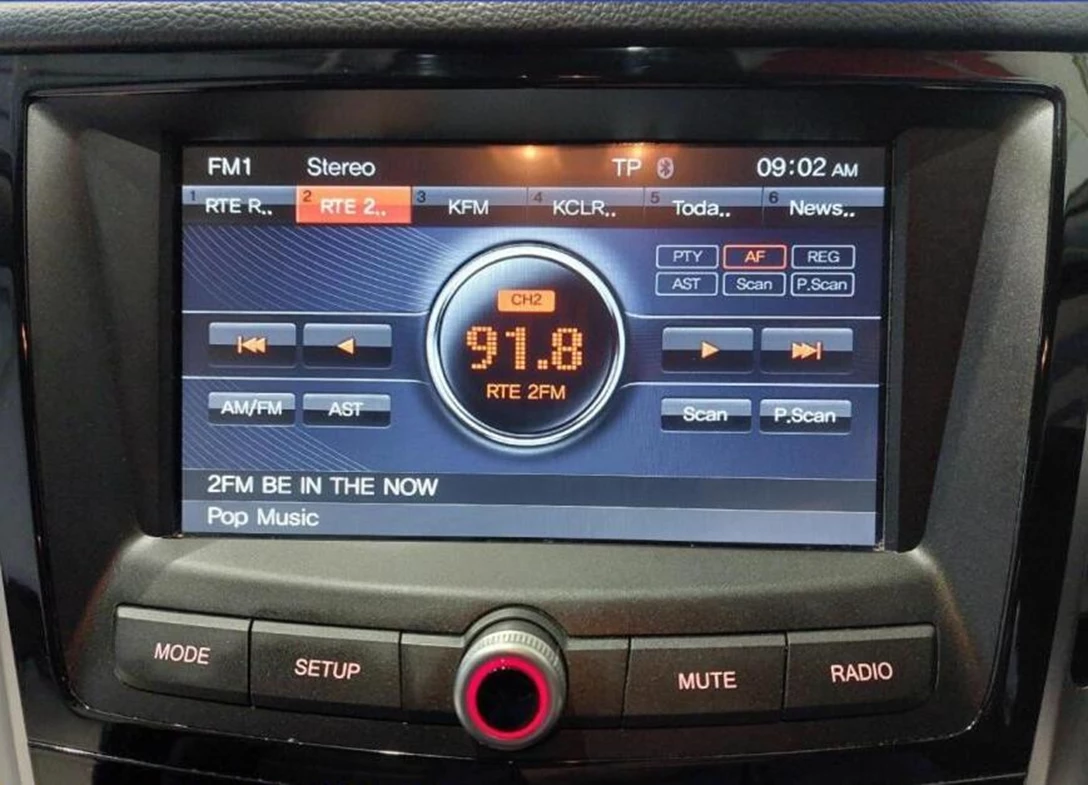 FM1 Stereo TP 09:02 AM
1 RTE R.. 2 RTE 2.. 3 KFM 4 KCLR.. 5 Toda.. 6 News..
PTY AF REG
AST Scan P.Scan
CH2
91.8
RTE 2FM
AM/FM AST Scan P.Scan
2FM BE IN THE NOW
Pop Music
MODE SETUP MUTE RADIO